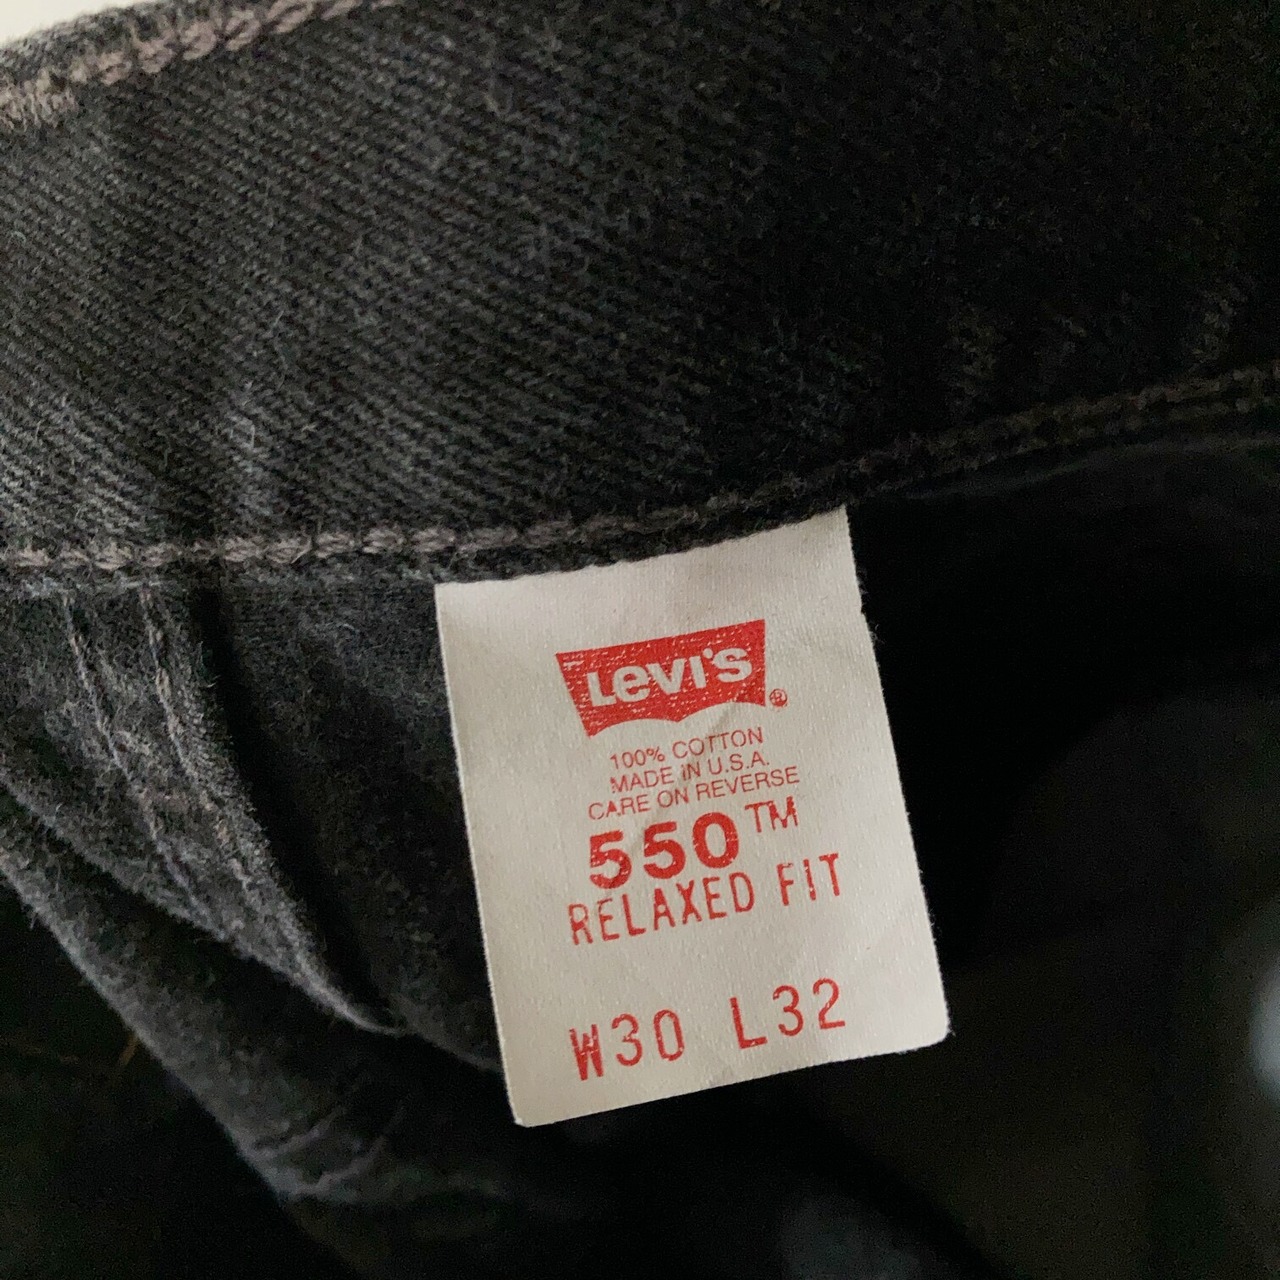 Levi's®
100% COTTON
MADE IN U.S.A.
CARE ON REVERSE
550™
RELAXED FIT
W30 L32